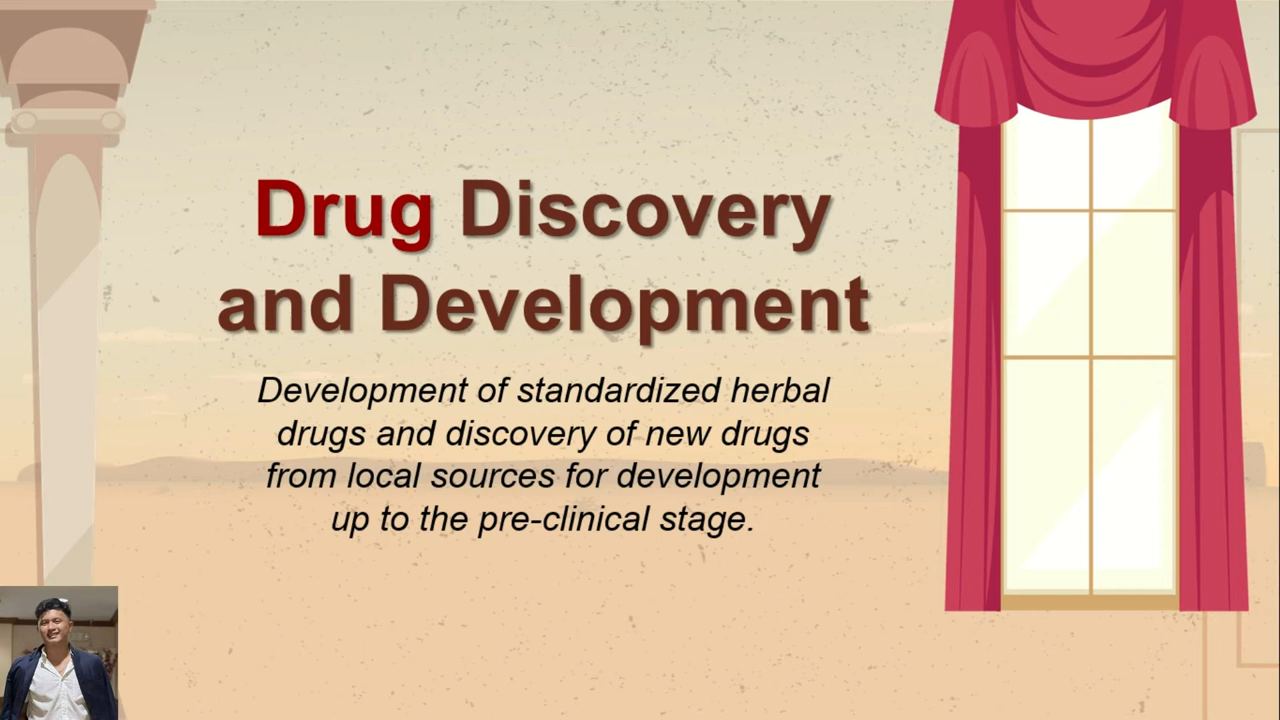 Drug Discovery
and Development
Development of standardized herbal
drugs and discovery of new drugs
from local sources for development
up to the pre-clinical stage.